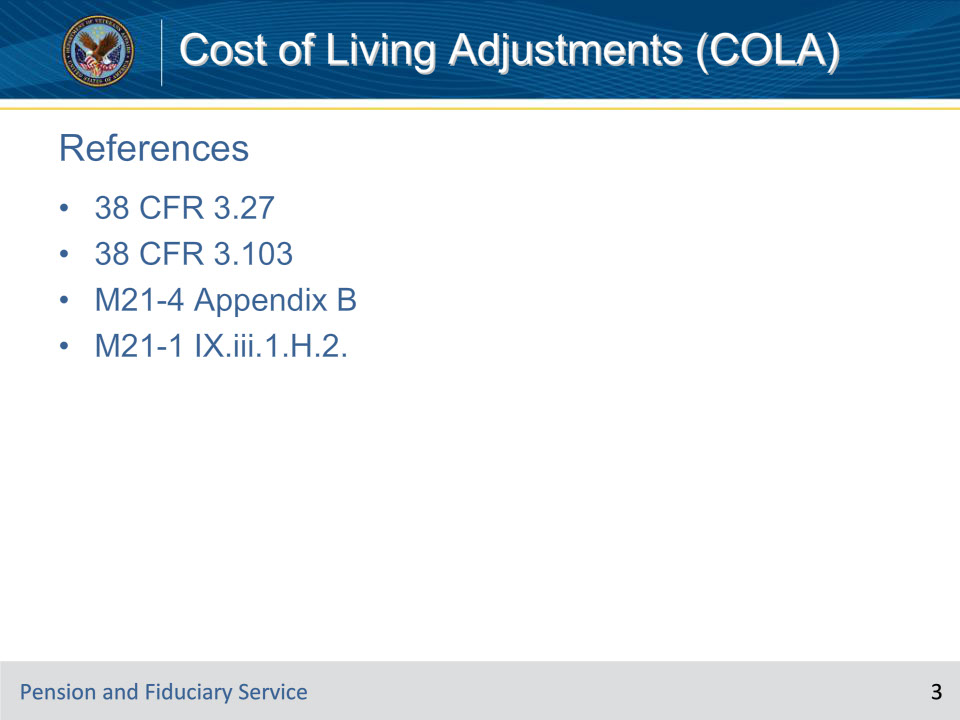 DEPARTMENT OF VETERANS AFFAIRS
UNITED STATES OF AMERICA
Cost of Living Adjustments (COLA)
References
• 38 CFR 3.27
• 38 CFR 3.103
• M21-4 Appendix B
• M21-1 IX.iii.1.H.2.
Pension and Fiduciary Service
3